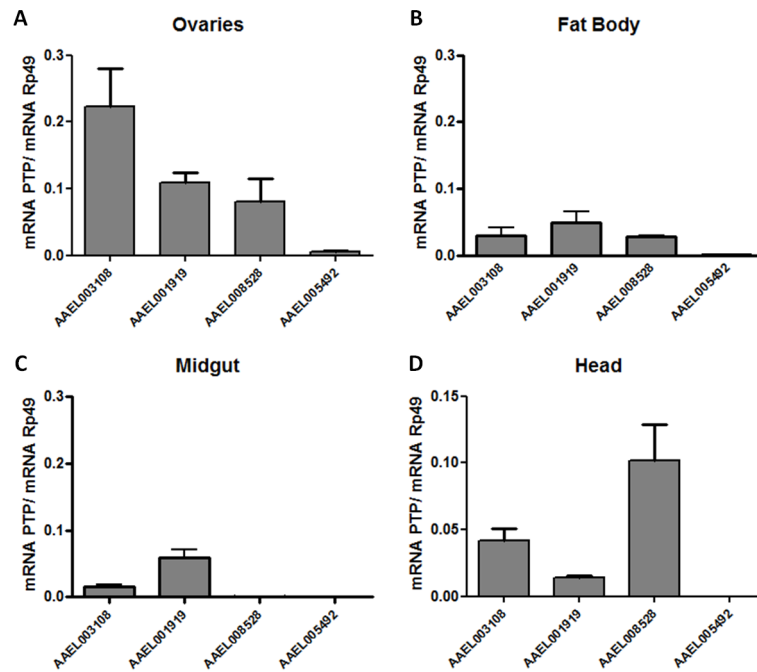 A
Ovaries
mRNA PTP/ mRNA Rp49
0.3
0.2
0.1
0.0
AAEL003108
AAEL001919
AAEL008528
AAEL005492
B
Fat Body
mRNA PTP/ mRNA Rp49
0.3
0.2
0.1
0.0
AAEL003108
AAEL001919
AAEL008528
AAEL005492
C
Midgut
mRNA PTP/ mRNA Rp49
0.3
0.2
0.1
0.0
AAEL003108
AAEL001919
AAEL008528
AAEL005492
D
Head
mRNA PTP/ mRNA Rp49
0.15
0.10
0.05
0.00
AAEL003108
AAEL001919
AAEL008528
AAEL005492